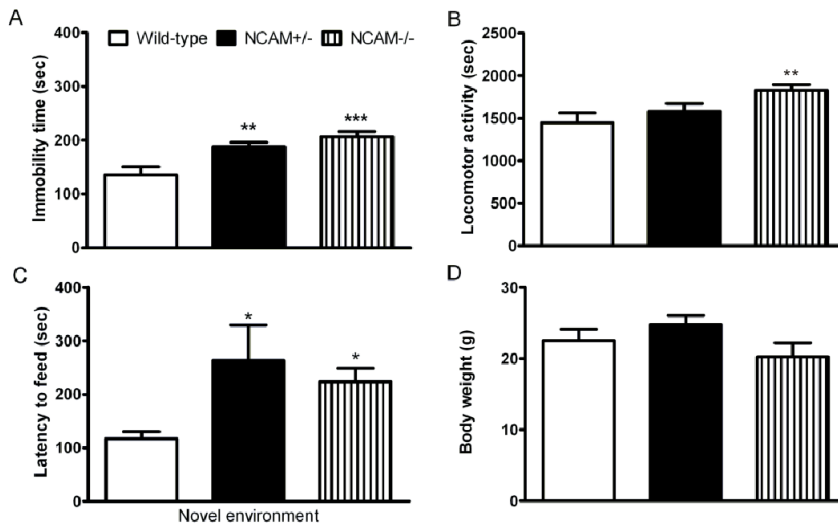 A
Immobility time (sec)
400
300
200
100
0
Wild-type NCAM+/- NCAM-/-
**
***
B
Locomotor activity (sec)
2500
2000
1500
1000
500
0
**
C
Latency to feed (sec)
400
300
200
100
0
*
*
Novel environment
D
Body weight (g)
30
20
10
0